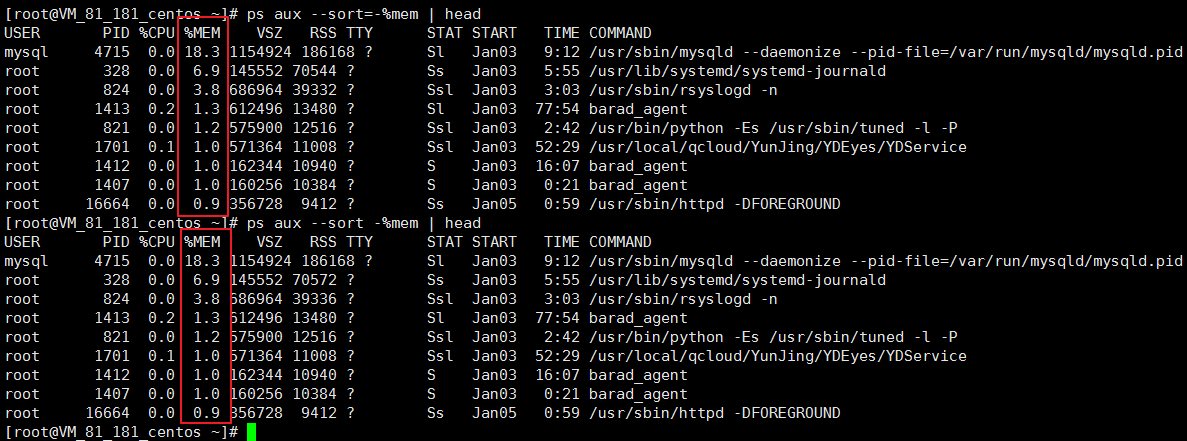 [root@VM_81_181_centos ~]# ps aux --sort=-%mem | head
USER       PID %CPU %MEM    VSZ   RSS TTY      STAT START   TIME COMMAND
mysql     4715  0.0 18.3 1154924 186168 ?      Sl   Jan03   9:12 /usr/sbin/mysqld --daemonize --pid-file=/var/run/mysqld/mysqld.pid
root       328  0.0  6.9 145552 70544 ?        Ss   Jan03   5:55 /usr/lib/systemd/systemd-journald
root       824  0.0  3.8 686964 39332 ?        Ssl  Jan03   3:03 /usr/sbin/rsyslogd -n
root      1413  0.2  1.3 612496 13480 ?        Sl   Jan03  77:54 barad_agent
root       821  0.0  1.2 575900 12516 ?        Ssl  Jan03   2:42 /usr/bin/python -Es /usr/sbin/tuned -l -P
root      1701  0.1  1.0 571364 11008 ?        Ssl  Jan03  52:29 /usr/local/qcloud/YunJing/YDEyes/YDService
root      1412  0.0  1.0 162344 10940 ?        S    Jan03  16:07 barad_agent
root      1407  0.0  1.0 160256 10384 ?        S    Jan03   0:21 barad_agent
root     16664  0.0  0.9 356728  9412 ?        Ss   Jan05   0:59 /usr/sbin/httpd -DFOREGROUND
[root@VM_81_181_centos ~]# ps aux --sort -%mem | head
USER       PID %CPU %MEM    VSZ   RSS TTY      STAT START   TIME COMMAND
mysql     4715  0.0 18.3 1154924 186168 ?      Sl   Jan03   9:12 /usr/sbin/mysqld --daemonize --pid-file=/var/run/mysqld/mysqld.pid
root       328  0.0  6.9 145552 70572 ?        Ss   Jan03   5:55 /usr/lib/systemd/systemd-journald
root       824  0.0  3.8 686964 39336 ?        Ssl  Jan03   3:03 /usr/sbin/rsyslogd -n
root      1413  0.2  1.3 612496 13480 ?        Sl   Jan03  77:54 barad_agent
root       821  0.0  1.2 575900 12516 ?        Ssl  Jan03   2:42 /usr/bin/python -Es /usr/sbin/tuned -l -P
root      1701  0.1  1.0 571364 11008 ?        Ssl  Jan03  52:29 /usr/local/qcloud/YunJing/YDEyes/YDService
root      1412  0.0  1.0 162344 10940 ?        S    Jan03  16:07 barad_agent
root      1407  0.0  1.0 160256 10384 ?        S    Jan03   0:21 barad_agent
root     16664  0.0  0.9 356728  9412 ?        Ss   Jan05   0:59 /usr/sbin/httpd -DFOREGROUND
[root@VM_81_181_centos ~]#